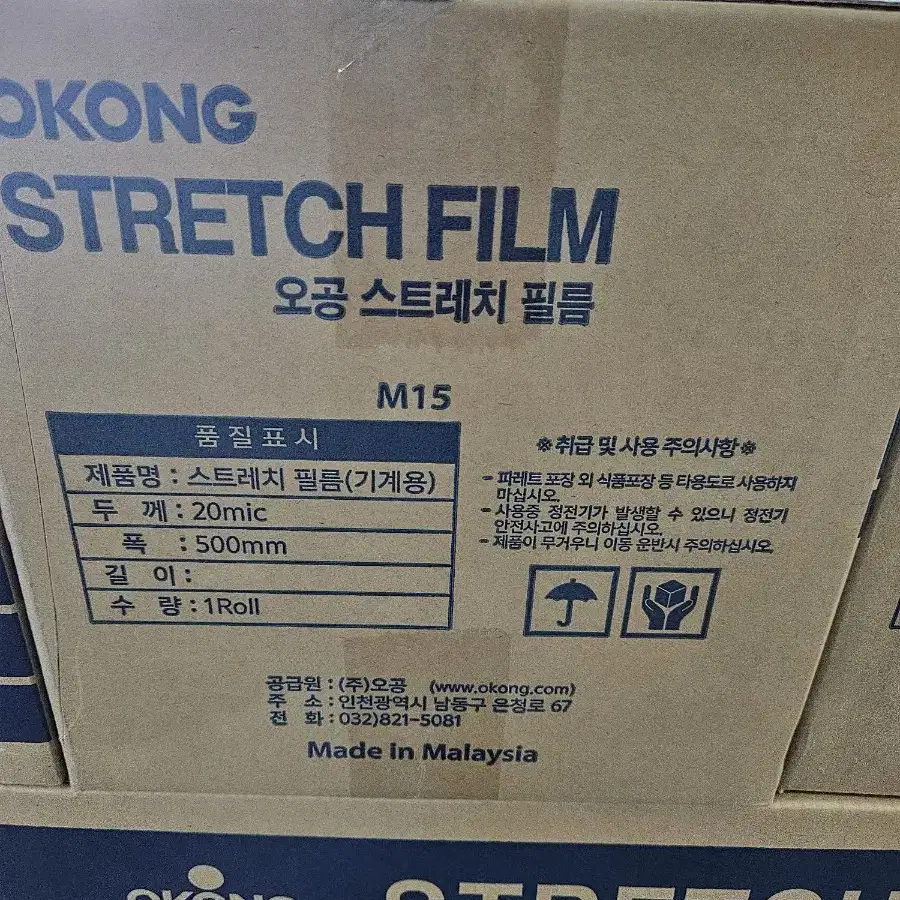 OKONG
STRETCH FILM
오공 스트레치 필름
M15
품질표시
제품명 : 스트레치 필름(기계용)
두 께 : 20mic
폭 : 500mm
길 이 :
수 량 : 1Roll
※취급 및 사용 주의사항※
- 파레트 포장 외 식품포장 등 타용도로 사용하지
마십시오.
- 사용중 정전기가 발생할 수 있으니 정전기
안전사고에 주의하십시오.
- 제품이 무거우니 이동 운반시 주의하십시오.
공급원 : (주)오공 (www.okong.com)
주 소 : 인천광역시 남동구 은청로 67
전 화 : 032)821-5081
Made in Malaysia
OKONG STRETCH